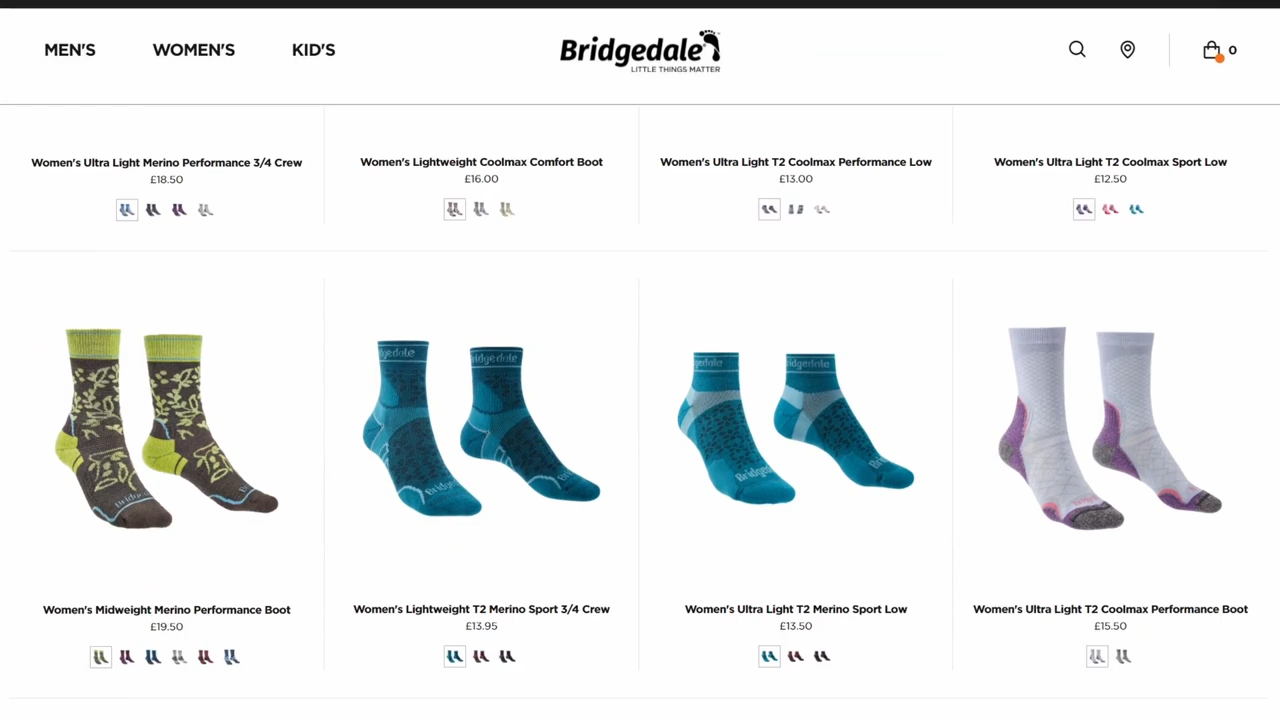 MEN'S WOMEN'S KID'S
Bridgedale
LITTLE THINGS MATTER
0
Women's Ultra Light Merino Performance 3/4 Crew
£18.50
Women's Lightweight Coolmax Comfort Boot
£16.00
Women's Ultra Light T2 Coolmax Performance Low
£13.00
Women's Ultra Light T2 Coolmax Sport Low
£12.50
Bridgedale
Women's Midweight Merino Performance Boot
£19.50
Women's Lightweight T2 Merino Sport 3/4 Crew
£13.95
Women's Ultra Light T2 Merino Sport Low
£13.50
Women's Ultra Light T2 Coolmax Performance Boot
£15.50